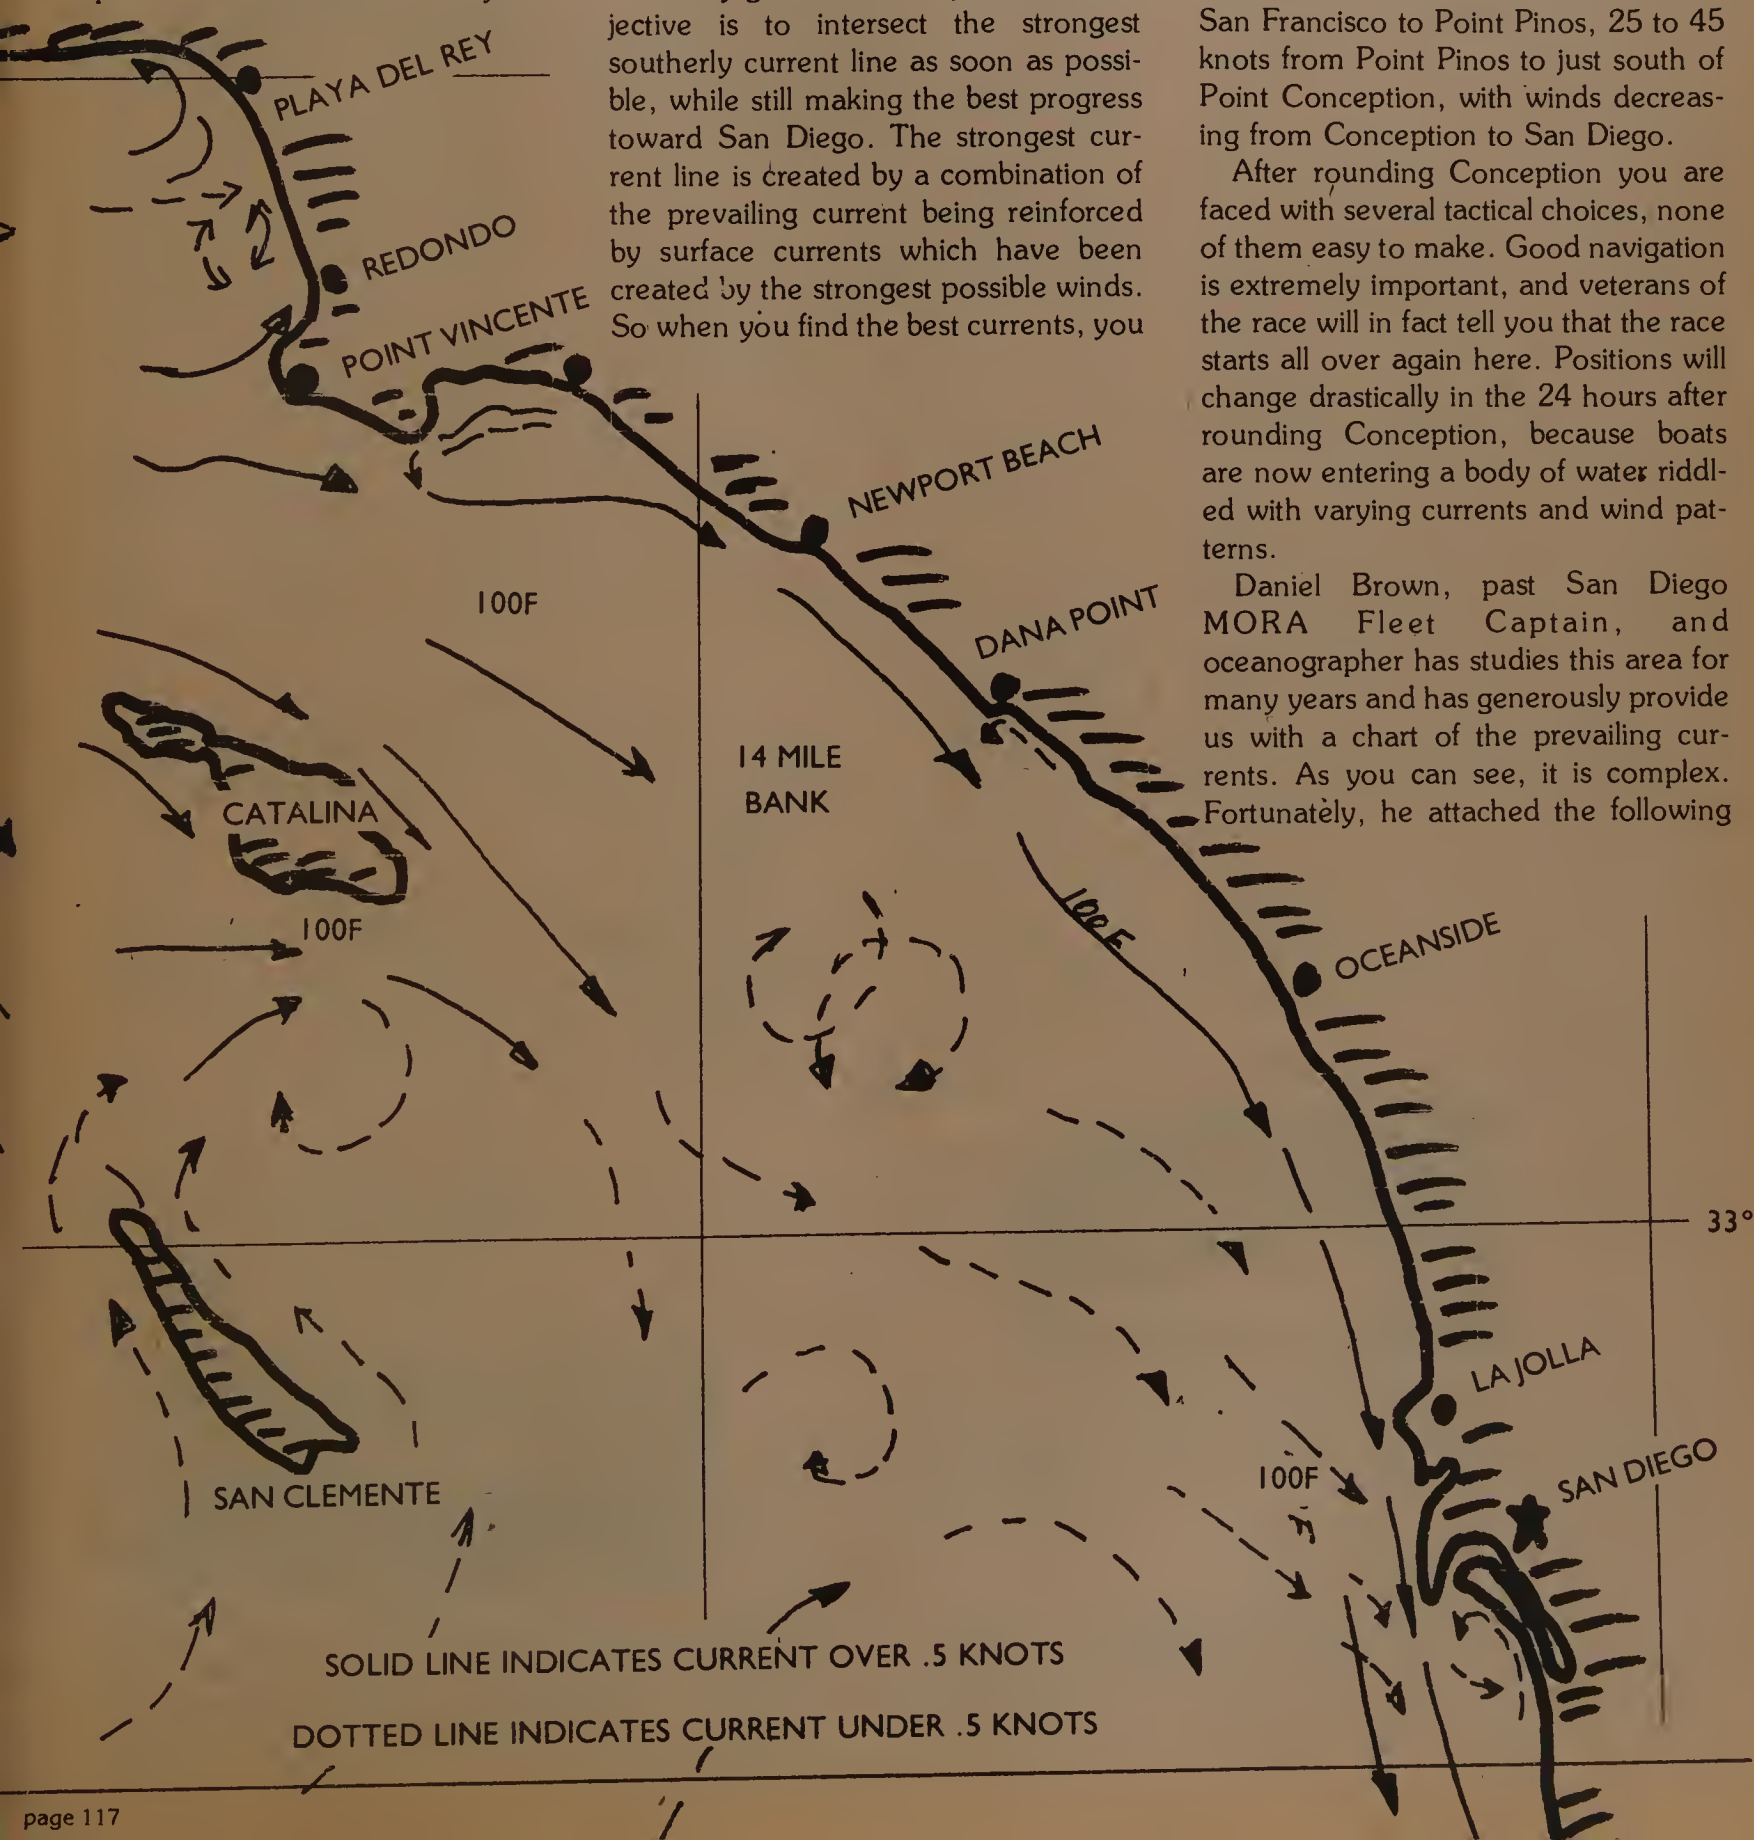 jective is to intersect the strongest
southerly current line as soon as possi-
ble, while still making the best progress
toward San Diego. The strongest cur-
rent line is created by a combination of
the prevailing current being reinforced
by surface currents which have been
created by the strongest possible winds.
So when you find the best currents, you
San Francisco to Point Pinos, 25 to 45
knots from Point Pinos to just south of
Point Conception, with winds decreas-
ing from Conception to San Diego.
After rounding Conception you are
faced with several tactical choices, none
of them easy to make. Good navigation
is extremely important, and veterans of
the race will in fact tell you that the race
starts all over again here. Positions will
change drastically in the 24 hours after
rounding Conception, because boats
are now entering a body of water riddl-
ed with varying currents and wind pat-
terns.
Daniel Brown, past San Diego
MORA Fleet Captain, and
oceanographer has studies this area for
many years and has generously provide
us with a chart of the prevailing cur-
rents. As you can see, it is complex.
Fortunately, he attached the following
PLAYA DEL REY
REDONDO
POINT VINCENTE
NEWPORT BEACH
100F
DANA POINT
14 MILE
BANK
CATALINA
100F
100F
OCEANSIDE
33°
LA JOLLA
SAN DIEGO
100F
SAN CLEMENTE
SOLID LINE INDICATES CURRENT OVER .5 KNOTS
DOTTED LINE INDICATES CURRENT UNDER .5 KNOTS
page 117